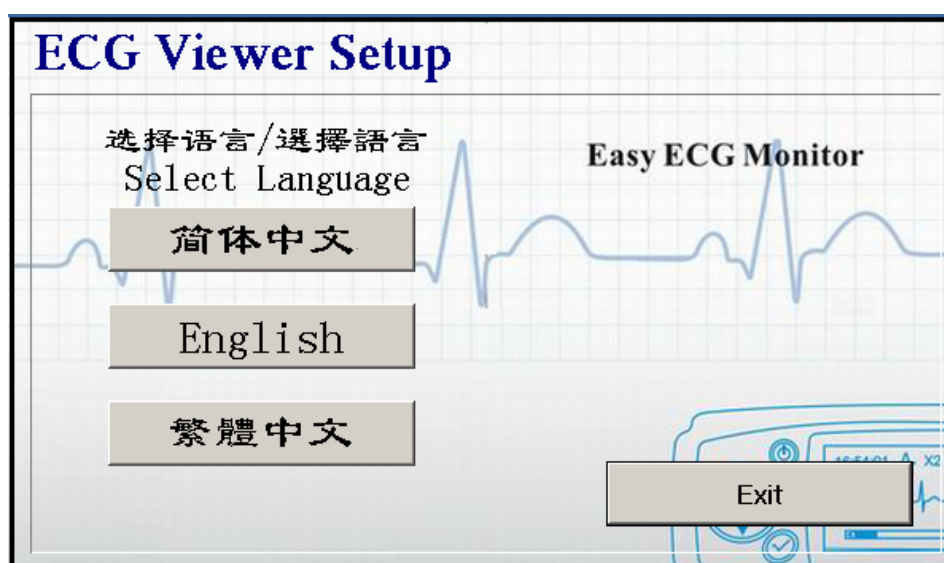 ECG Viewer Setup
选择语言/選擇語言
Select Language
Easy ECG Monitor
简体中文
English
繁體中文
Exit